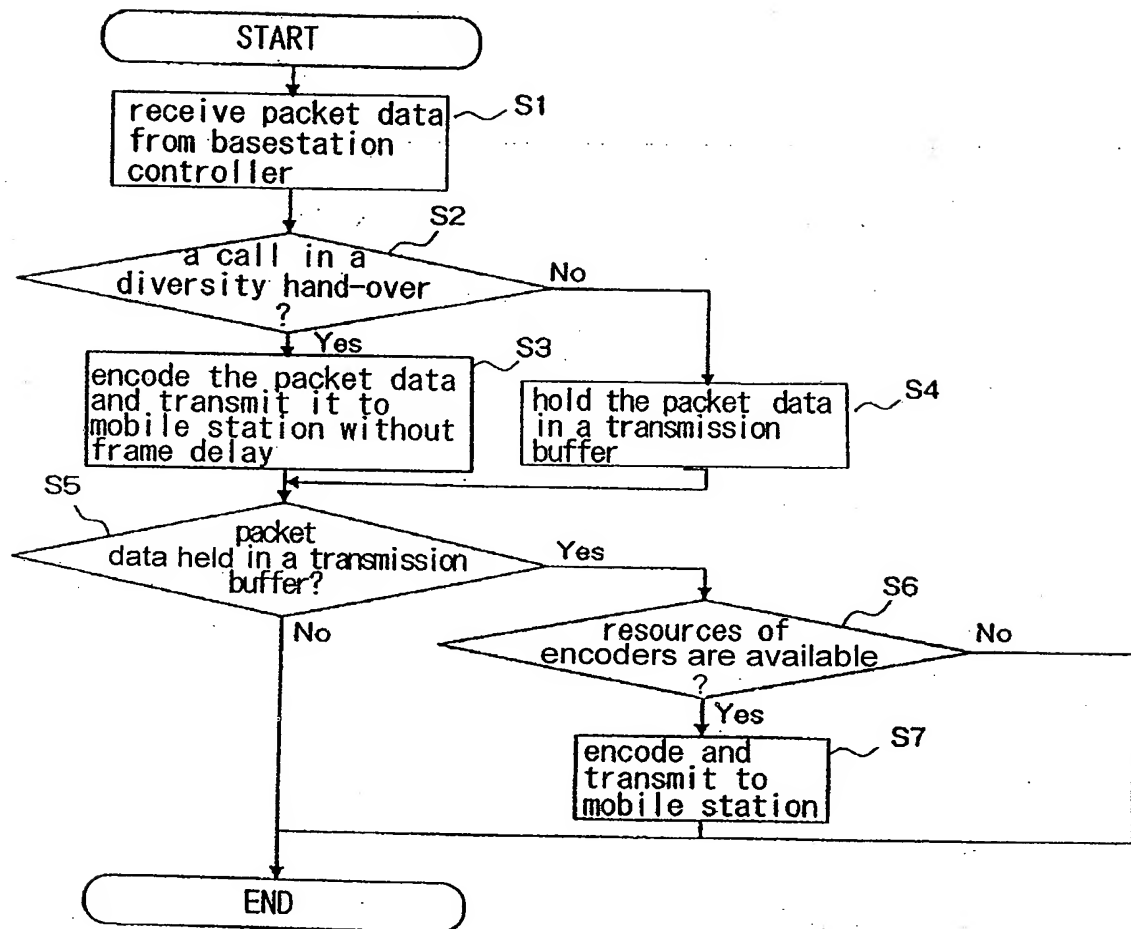 START
receive packet data
from basestation
controller
S1
S2
a call in a
diversity hand-over
?
No
Yes
S3
encode the packet data
and transmit it to
mobile station without
frame delay
S4
hold the packet data
in a transmission
buffer
S5
packet
data held in a transmission
buffer?
Yes
No
S6
resources of
encoders are available
?
No
Yes
S7
encode and
transmit to
mobile station
END